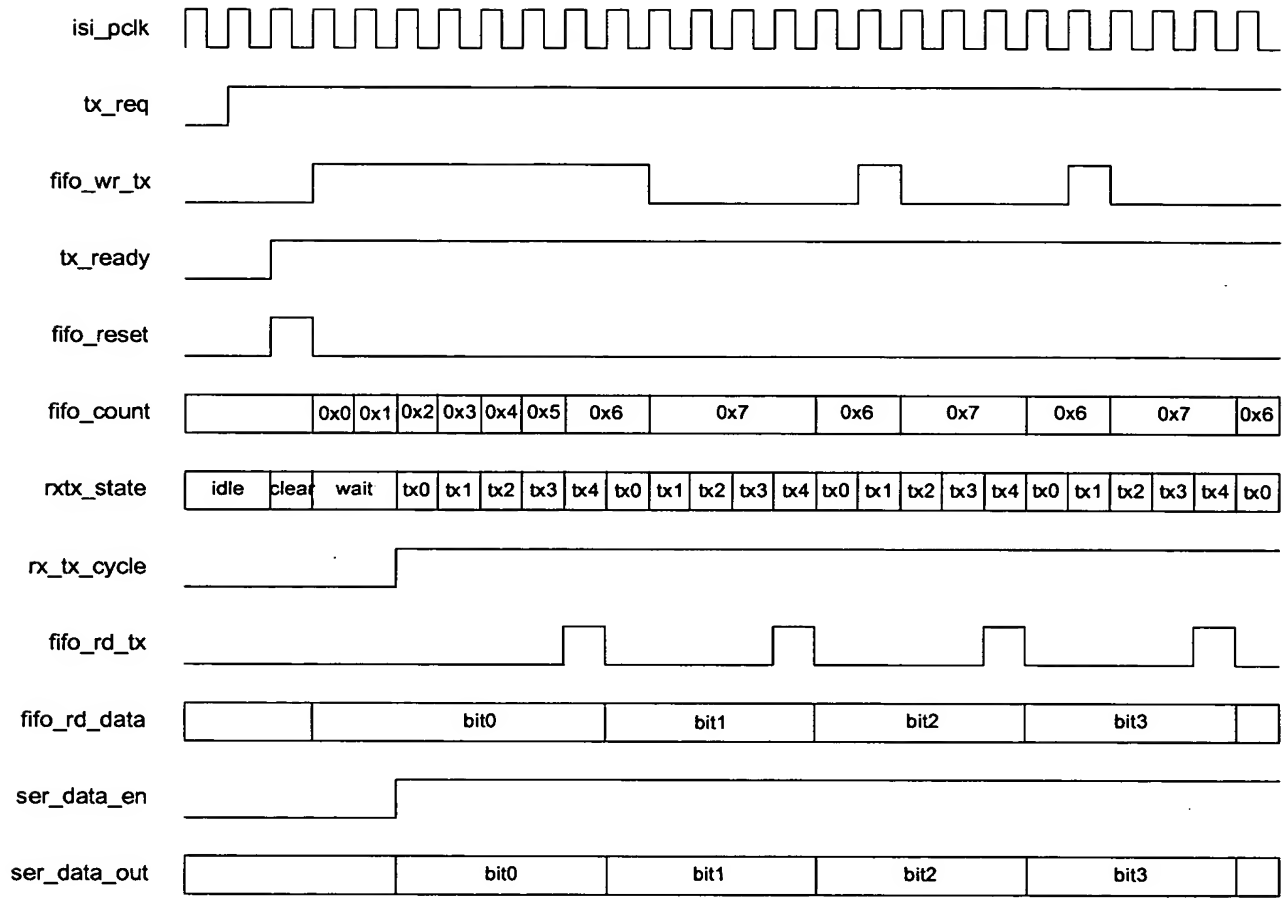 isi_pclk
tx_req
fifo_wr_tx
tx_ready
fifo_reset
fifo_count 0x0 0x1 0x2 0x3 0x4 0x5 0x6 0x7 0x6 0x7 0x6 0x7 0x6
rxtx_state idle clear wait tx0 tx1 tx2 tx3 tx4 tx0 tx1 tx2 tx3 tx4 tx0 tx1 tx2 tx3 tx4 tx0 tx1 tx2 tx3 tx4 tx0
rx_tx_cycle
fifo_rd_tx
fifo_rd_data bit0 bit1 bit2 bit3
ser_data_en
ser_data_out bit0 bit1 bit2 bit3